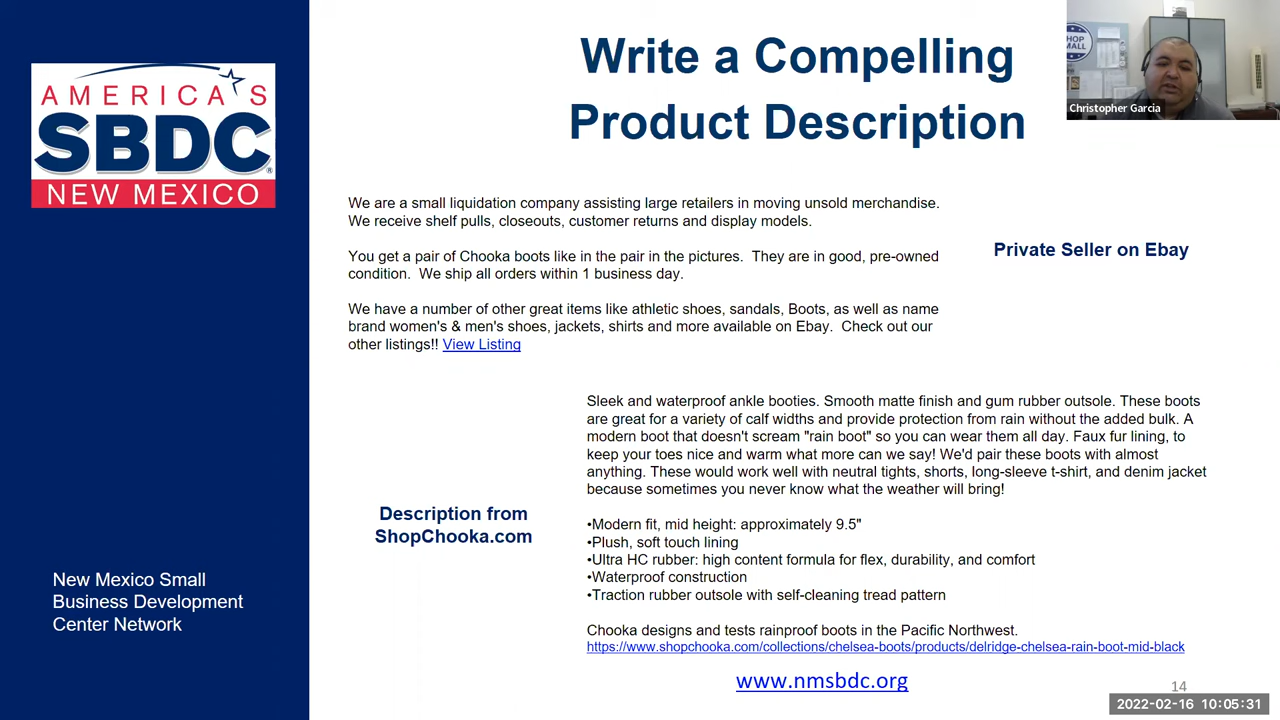 AMERICA'S
SBDC®
NEW MEXICO
New Mexico Small
Business Development
Center Network
Write a Compelling
Product Description
SHOP
SMALL
Christopher Garcia
We are a small liquidation company assisting large retailers in moving unsold merchandise.
We receive shelf pulls, closeouts, customer returns and display models.
You get a pair of Chooka boots like in the pair in the pictures.  They are in good, pre-owned
condition.  We ship all orders within 1 business day.
We have a number of other great items like athletic shoes, sandals, Boots, as well as name
brand women's & men's shoes, jackets, shirts and more available on Ebay.  Check out our
other listings!! View Listing
Private Seller on Ebay
Description from
ShopChooka.com
Sleek and waterproof ankle booties. Smooth matte finish and gum rubber outsole. These boots
are great for a variety of calf widths and provide protection from rain without the added bulk. A
modern boot that doesn't scream "rain boot" so you can wear them all day. Faux fur lining, to
keep your toes nice and warm what more can we say! We'd pair these boots with almost
anything. These would work well with neutral tights, shorts, long-sleeve t-shirt, and denim jacket
because sometimes you never know what the weather will bring!
•Modern fit, mid height: approximately 9.5"
•Plush, soft touch lining
•Ultra HC rubber: high content formula for flex, durability, and comfort
•Waterproof construction
•Traction rubber outsole with self-cleaning tread pattern
Chooka designs and tests rainproof boots in the Pacific Northwest.
https://www.shopchooka.com/collections/chelsea-boots/products/delridge-chelsea-rain-boot-mid-black
www.nmsbdc.org
14
2022-02-16 10:05:31